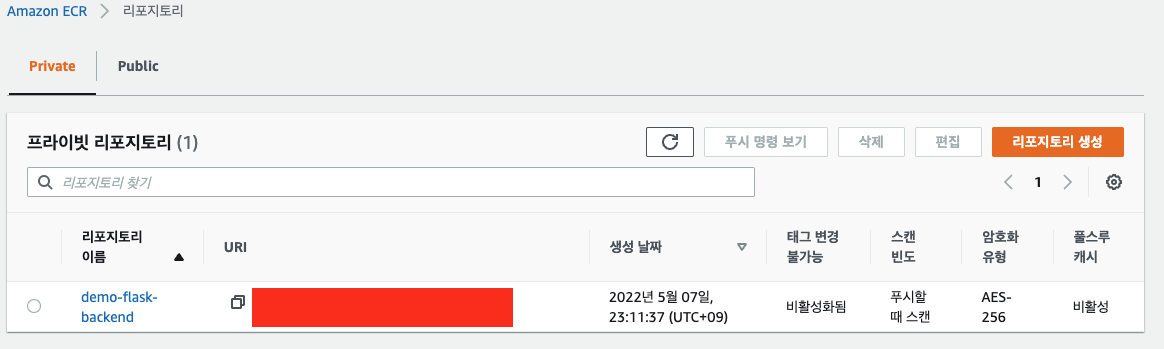 Amazon ECR > 리포지토리
Private Public
프라이빗 리포지토리 (1)
푸시 명령 보기 삭제 편집 리포지토리 생성
리포지토리 찾기
1
리포지토리 이름
URI
생성 날짜
태그 변경 불가능
스캔 빈도
암호화 유형
풀스루 캐시
demo-flask-
backend
2022년 5월 07일,
23:11:37 (UTC+09)
비활성화됨
푸시할
때 스캔
AES-
256
비활성